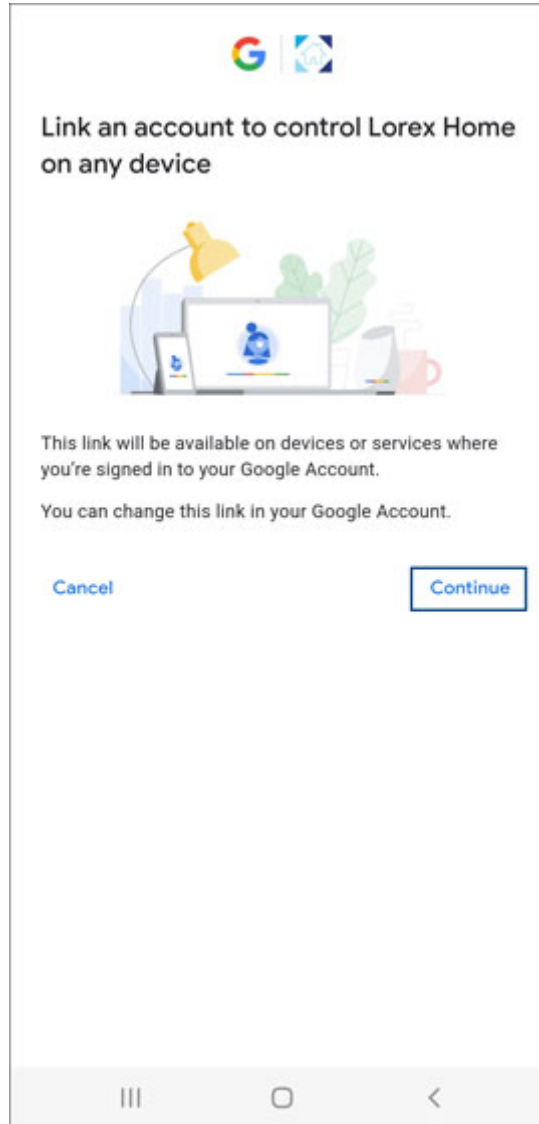 Link an account to control Lorex Home
on any device
This link will be available on devices or services where
you're signed in to your Google Account.
You can change this link in your Google Account.
Cancel
Continue